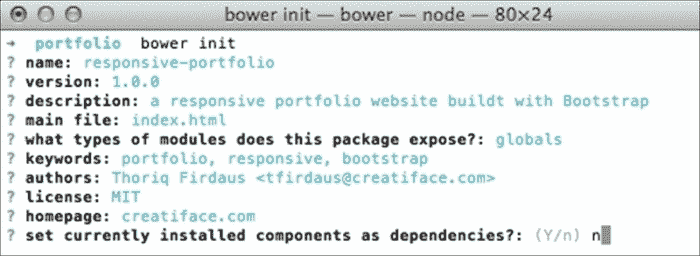 bower init — bower — node — 80×24
→ portfolio bower init
? name: responsive-portfolio
? version: 1.0.0
? description: a responsive portfolio website buildt with Bootstrap
? main file: index.html
? what types of modules does this package expose?: globals
? keywords: portfolio, responsive, bootstrap
? authors: Thoriq Firdaus <tfirdaus@creatiface.com>
? license: MIT
? homepage: creatiface.com
? set currently installed components as dependencies?: (Y/n) n